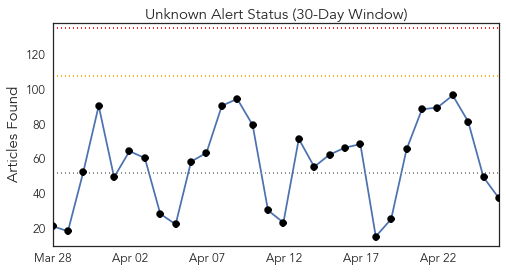 Unknown Alert Status (30-Day Window)
Articles Found
120
100
80
60
40
20
Mar 28 Apr 02 Apr 07 Apr 12 Apr 17 Apr 22